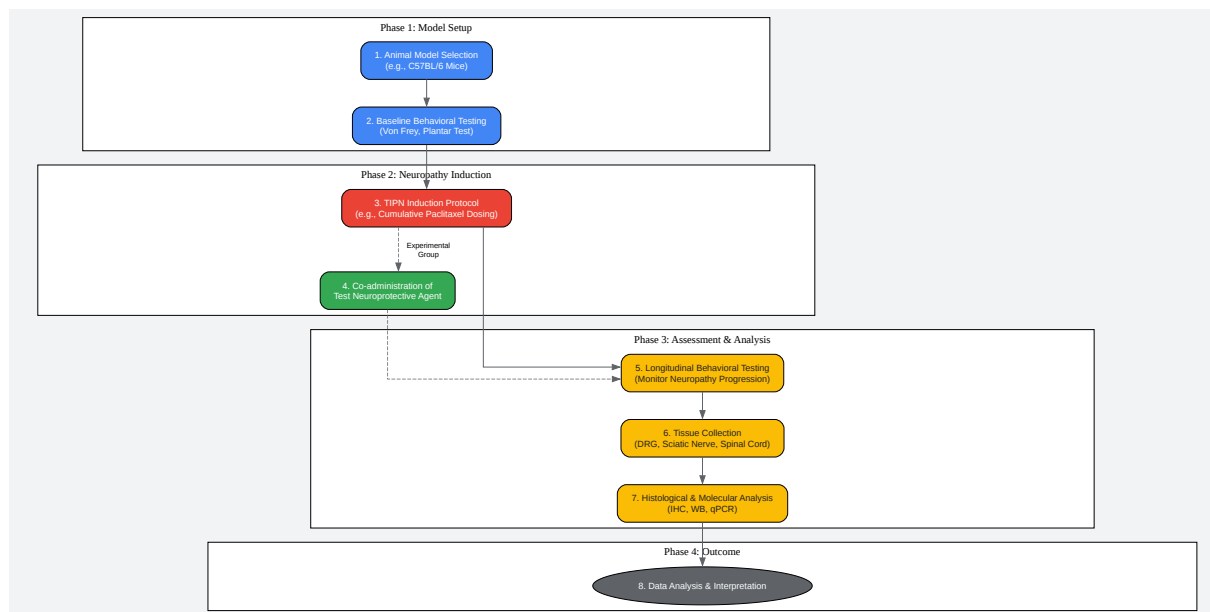 Phase 1: Model Setup
1. Animal Model Selection
(e.g., C57BL/6 Mice)
2. Baseline Behavioral Testing
(Von Frey, Plantar Test)
Phase 2: Neuropathy Induction
3. TIPN Induction Protocol
(e.g., Cumulative Paclitaxel Dosing)
Experimental
Group
4. Co-administration of
Test Neuroprotective Agent
Phase 3: Assessment & Analysis
5. Longitudinal Behavioral Testing
(Monitor Neuropathy Progression)
6. Tissue Collection
(DRG, Sciatic Nerve, Spinal Cord)
7. Histological & Molecular Analysis
(IHC, WB, qPCR)
Phase 4: Outcome
8. Data Analysis & Interpretation